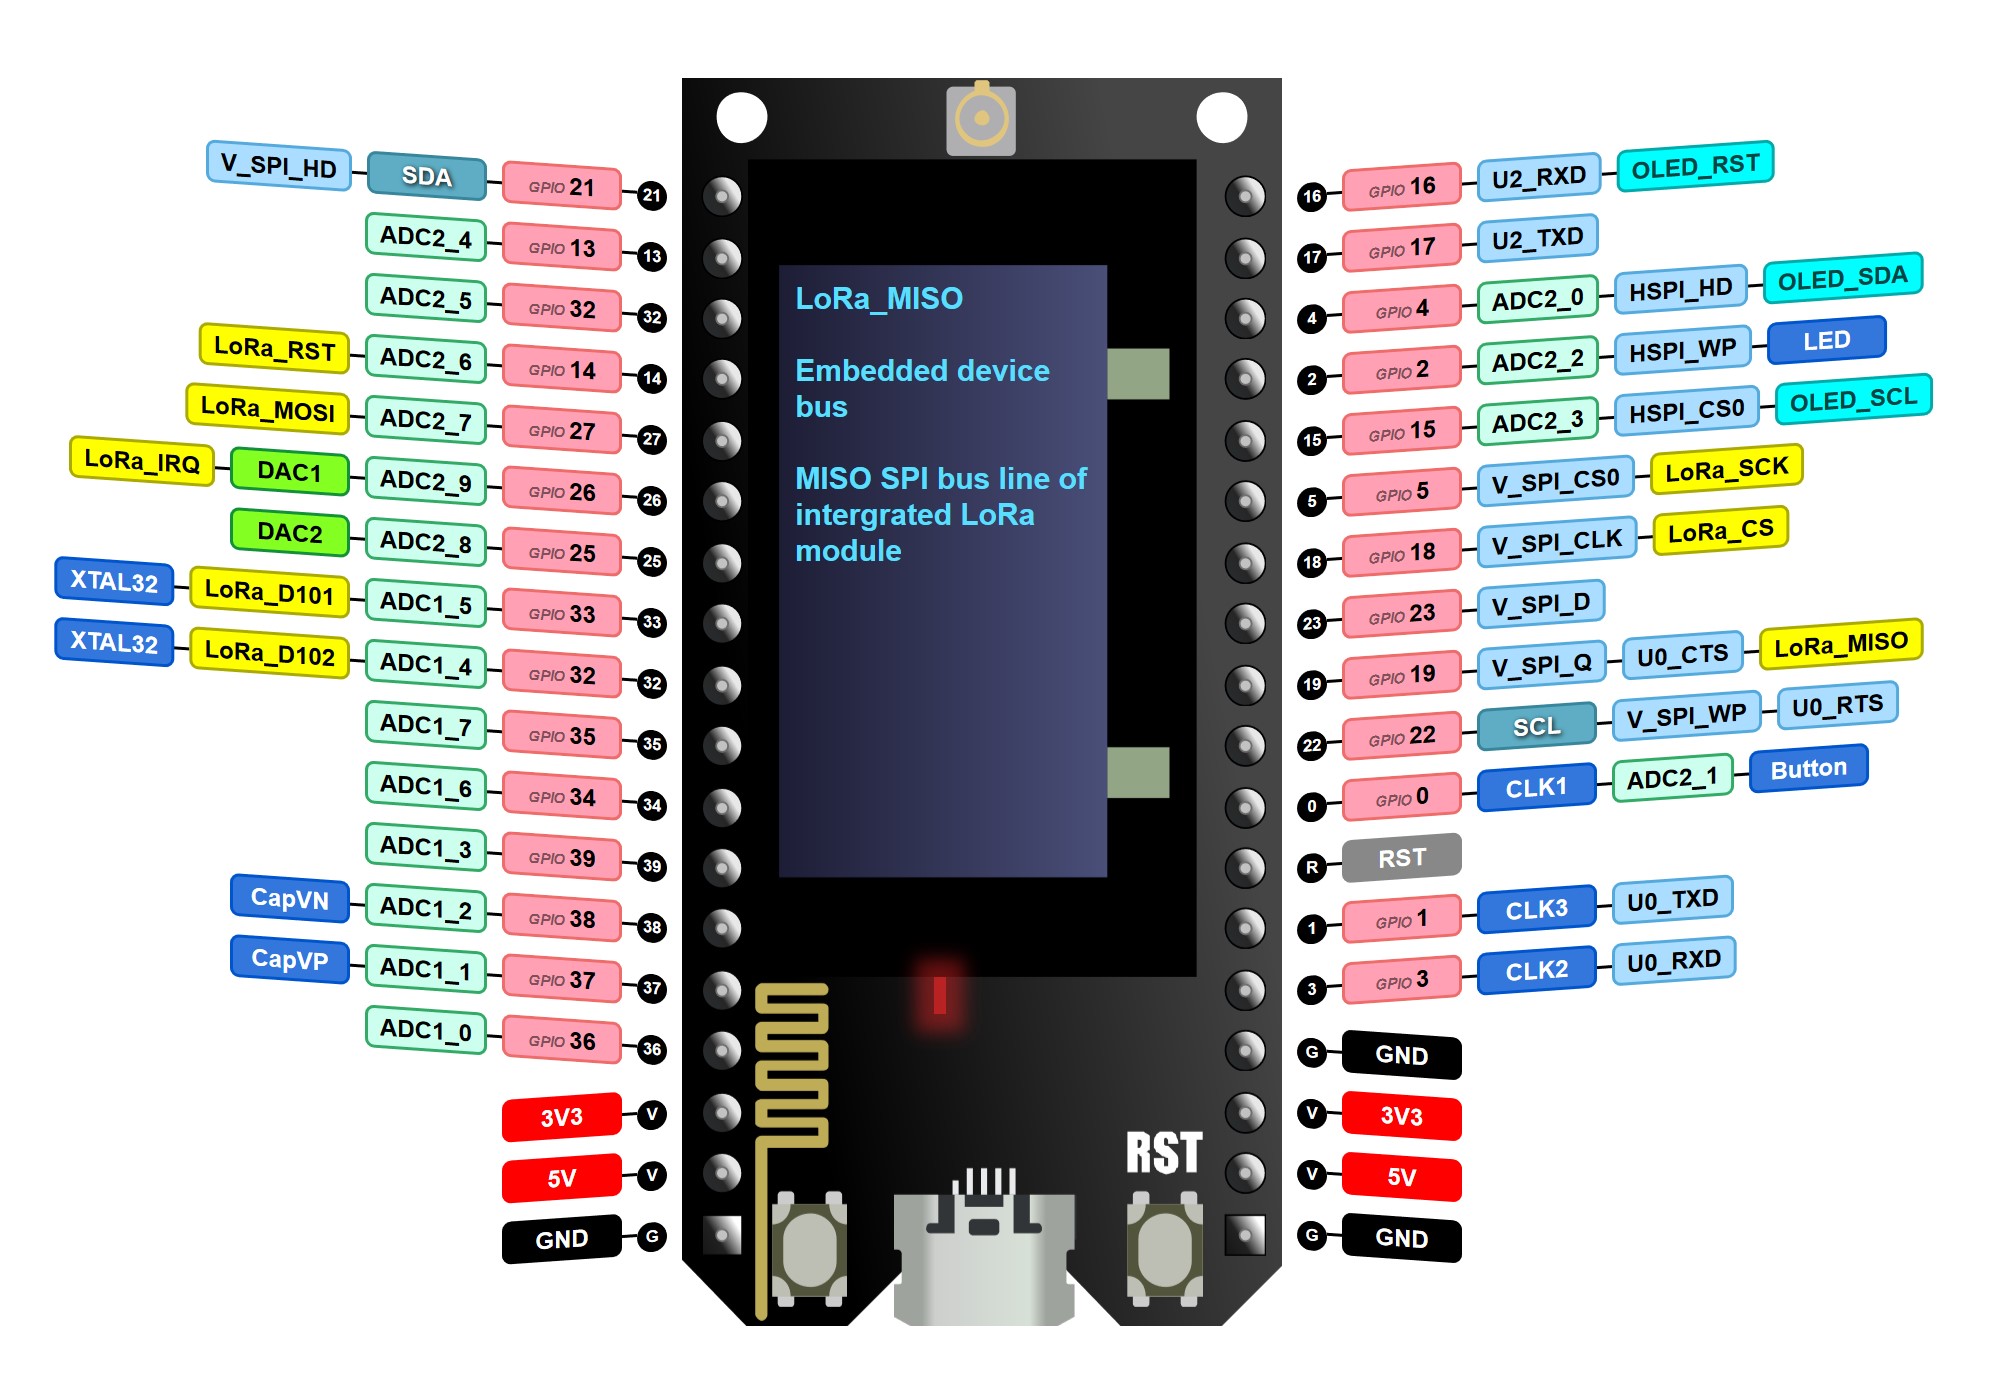 V_SPI_HD SDA GPIO 21 21
ADC2_4 GPIO 13 13
ADC2_5 GPIO 32 32
LoRa_RST ADC2_6 GPIO 14 14
LoRa_MOSI ADC2_7 GPIO 27 27
LoRa_IRQ DAC1 ADC2_9 GPIO 26 26
DAC2 ADC2_8 GPIO 25 25
XTAL32 LoRa_D101 ADC1_5 GPIO 33 33
XTAL32 LoRa_D102 ADC1_4 GPIO 32 32
ADC1_7 GPIO 35 35
ADC1_6 GPIO 34 34
ADC1_3 GPIO 39 39
CapVN ADC1_2 GPIO 38 38
CapVP ADC1_1 GPIO 37 37
ADC1_0 GPIO 36 36
3V3 V
5V V
GND G
LoRa_MISO
Embedded device
bus
MISO SPI bus line of
intergrated LoRa
module
RST
16 GPIO 16 U2_RXD OLED_RST
17 GPIO 17 U2_TXD
4 GPIO 4 ADC2_0 HSPI_HD OLED_SDA
2 GPIO 2 ADC2_2 HSPI_WP LED
15 GPIO 15 ADC2_3 HSPI_CS0 OLED_SCL
5 GPIO 5 V_SPI_CS0 LoRa_SCK
18 GPIO 18 V_SPI_CLK LoRa_CS
23 GPIO 23 V_SPI_D
19 GPIO 19 V_SPI_Q U0_CTS LoRa_MISO
22 GPIO 22 SCL V_SPI_WP U0_RTS
0 GPIO 0 CLK1 ADC2_1 Button
R RST
1 GPIO 1 CLK3 U0_TXD
3 GPIO 3 CLK2 U0_RXD
G GND
V 3V3
V 5V
G GND